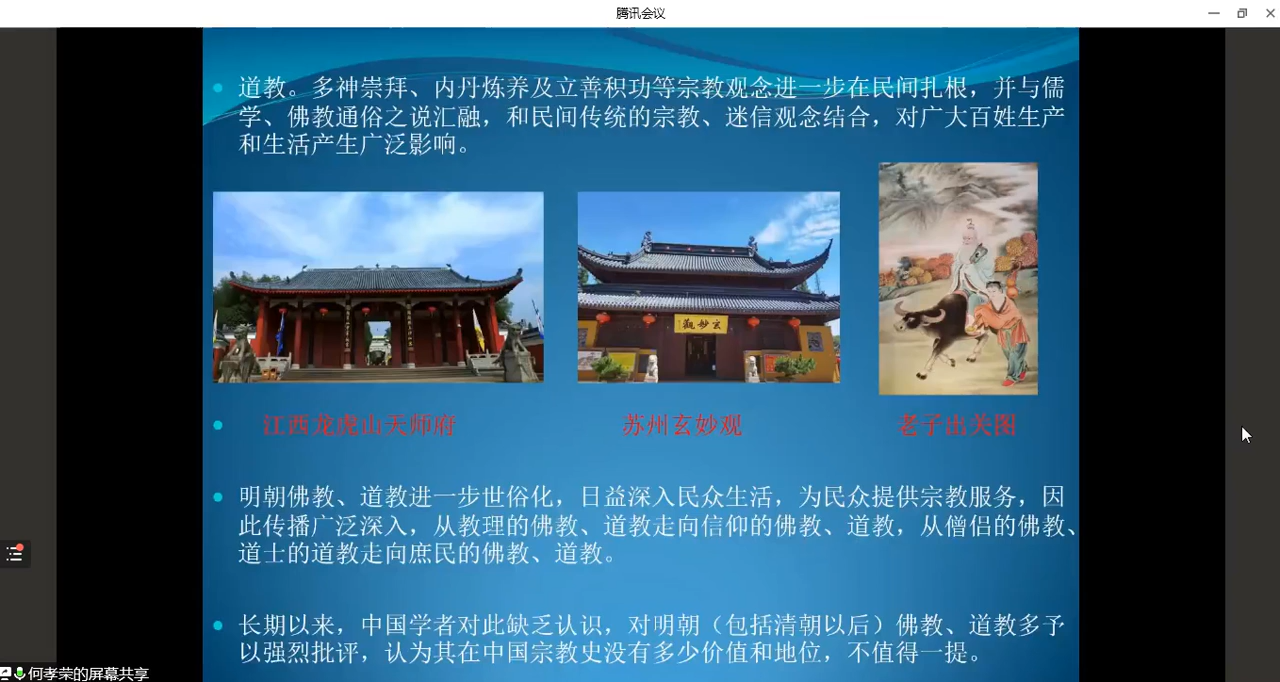 腾讯会议
道教。多神崇拜、内丹炼养及立善积功等宗教观念进一步在民间扎根，并与儒
学、佛教通俗之说汇融，和民间传统的宗教、迷信观念结合，对广大百姓生产
和生活产生广泛影响。
觀妙玄
江西龙虎山天师府
苏州玄妙观
老子出关图
明朝佛教、道教进一步世俗化，日益深入民众生活，为民众提供宗教服务，因
此传播广泛深入，从教理的佛教、道教走向信仰的佛教、道教，从僧侣的佛教、
道士的道教走向庶民的佛教、道教。
长期以来，中国学者对此缺乏认识，对明朝（包括清朝以后）佛教、道教多予
以强烈批评，认为其在中国宗教史没有多少价值和地位，不值得一提。
何孝荣的屏幕共享